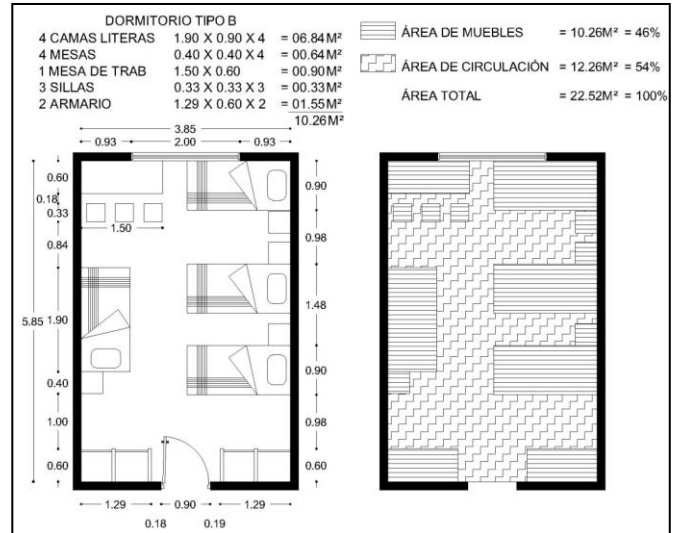 DORMITORIO TIPO B
4 CAMAS LITERAS 1.90 X 0.90 X 4 = 06.84M²
4 MESAS 0.40 X 0.40 X 4 = 00.64M²
1 MESA DE TRAB 1.50 X 0.60 = 00.90M²
3 SILLAS 0.33 X 0.33 X 3 = 00.33M²
2 ARMARIO 1.29 X 0.60 X 2 = 01.55M²
10.26M²
ÁREA DE MUEBLES = 10.26M² = 46%
ÁREA DE CIRCULACIÓN = 12.26M² = 54%
ÁREA TOTAL = 22.52M² = 100%
3.85
0.93 2.00 0.93
0.60
0.18
0.33
0.84
5.85 1.90
0.40
1.00
0.60
1.50
0.90
0.98
1.48
0.90
0.98
0.60
1.29 0.90 1.29
0.18 0.19